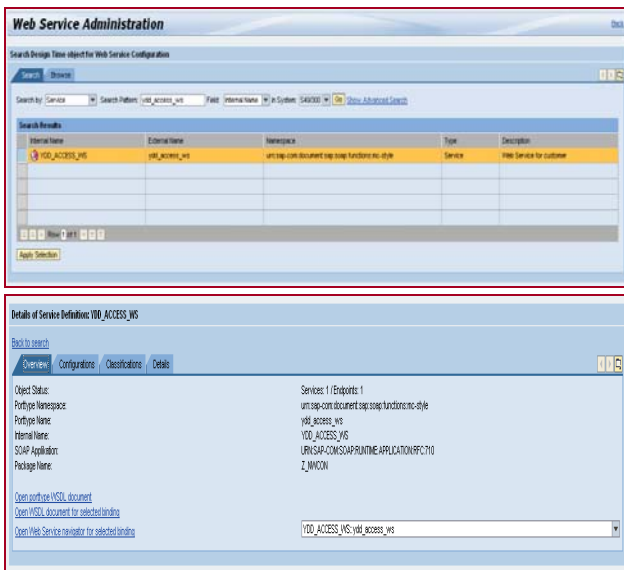 Web Service Administration
Back
Search Design Time object for Web Service Configuration
Search Browse
Search by: Service Search Pattern: ydd_access_ws Field: Internal Name in System: S40/300 Go Show Advanced Search
Search Results
Internal Name External Name Namespace Type Description
YDD_ACCESS_WS ydd_access_ws urn:sap-com:document:sap:soap:functions:mc-style Service Web Service for customer
Row 1 of 1
Apply Selection
Details of Service Definition: YDD_ACCESS_WS
Back to search
Overview Configurations Classifications Details
Object Status: Services: 1 / Endpoints: 1
Porttype Namespace: urn:sap-com:document:sap:soap:functions:mc-style
Porttype Name: ydd_access_ws
Internal Name: YDD_ACCESS_WS
SOAP Application: URN:SAP-COM:SOAP:RUNTIME:APPLICATION:RFC:710
Package Name: Z_NWCON
Open porttype WSDL document
Open WSDL document for selected binding
Open Web Service navigator for selected binding YDD_ACCESS_WS: ydd_access_ws